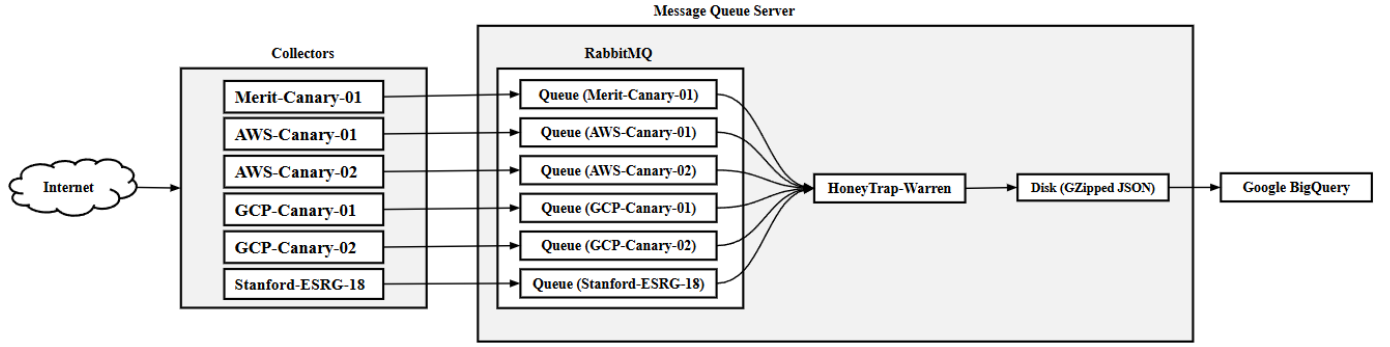 Message Queue Server
Collectors
RabbitMQ
Internet
Merit-Canary-01
AWS-Canary-01
AWS-Canary-02
GCP-Canary-01
GCP-Canary-02
Stanford-ESRG-18
Queue (Merit-Canary-01)
Queue (AWS-Canary-01)
Queue (AWS-Canary-02)
Queue (GCP-Canary-01)
Queue (GCP-Canary-02)
Queue (Stanford-ESRG-18)
HoneyTrap-Warren
Disk (GZipped JSON)
Google BigQuery